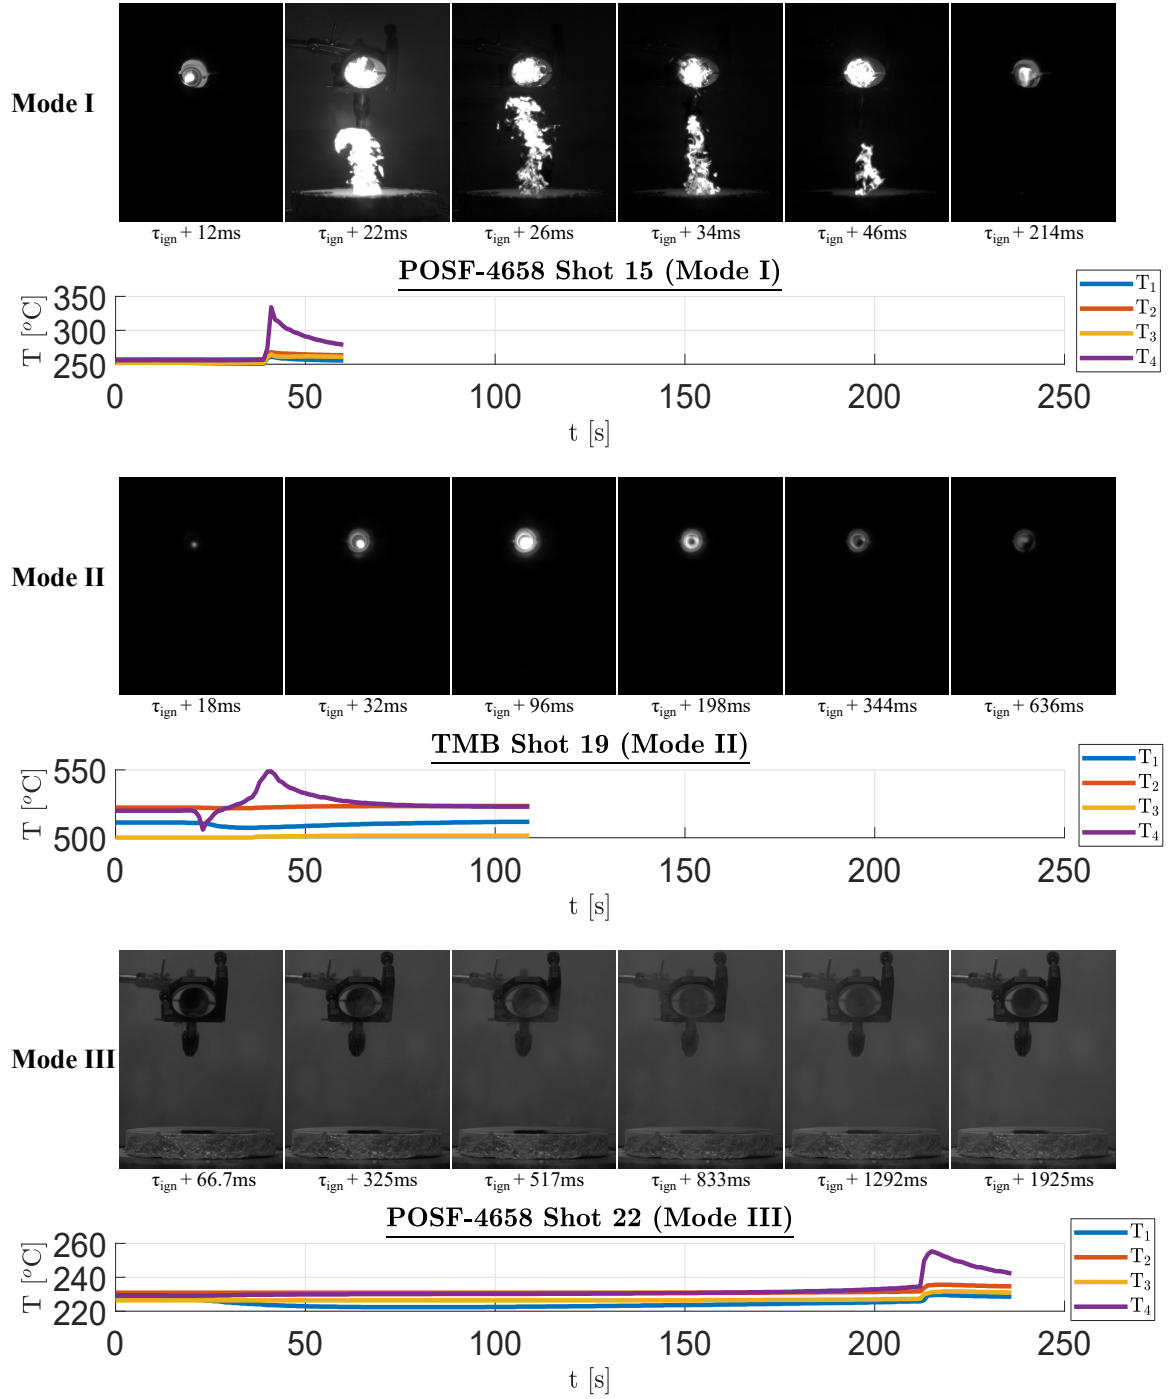 Mode I
τign + 12ms τign + 22ms τign + 26ms τign + 34ms τign + 46ms τign + 214ms
POSF-4658 Shot 15 (Mode I)
T [°C]
350
300
250
0 50 100 150 200 250
t [s]
T1
T2
T3
T4
Mode II
τign + 18ms τign + 32ms τign + 96ms τign + 198ms τign + 344ms τign + 636ms
TMB Shot 19 (Mode II)
T [°C]
550
500
0 50 100 150 200 250
t [s]
T1
T2
T3
T4
Mode III
τign + 66.7ms τign + 325ms τign + 517ms τign + 833ms τign + 1292ms τign + 1925ms
POSF-4658 Shot 22 (Mode III)
T [°C]
260
240
220
0 50 100 150 200 250
t [s]
T1
T2
T3
T4